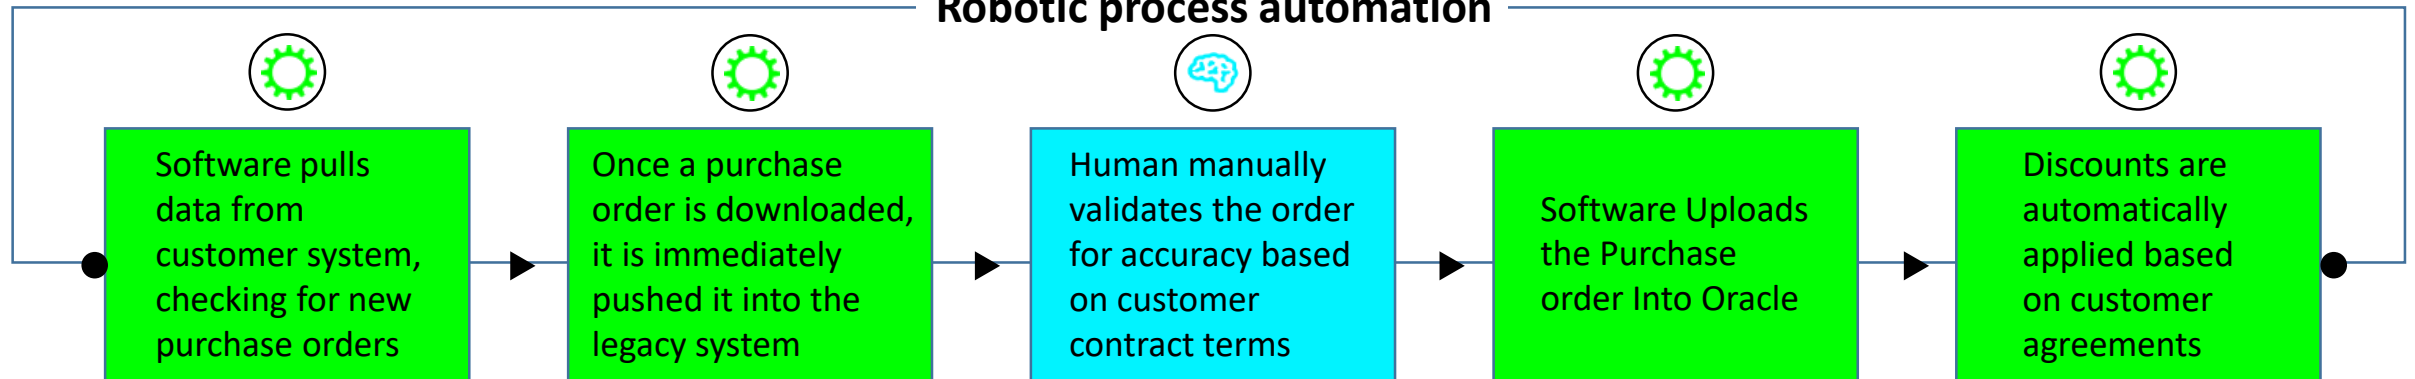 Robotic process automation
Software pulls
data from
customer system,
checking for new
purchase orders
Once a purchase
order is downloaded,
it is immediately
pushed it into the
legacy system
Human manually
validates the order
for accuracy based
on customer
contract terms
Software Uploads
the Purchase
order Into Oracle
Discounts are
automatically
applied based
on customer
agreements